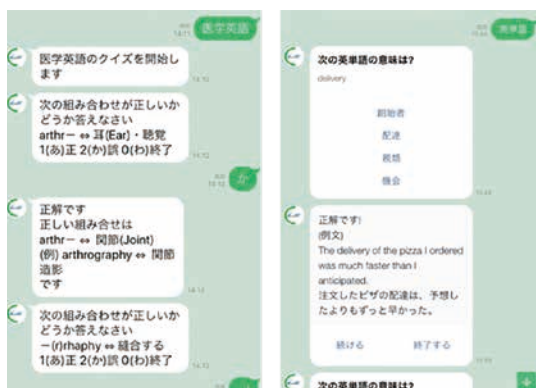 医学英語
医学英語のクイズを開始し
ます
次の組み合わせが正しいか
どうか答えなさい
arthr− ⇔ 耳(Ear)・聴覚
1(あ)正 2(か)誤 0(わ)終了
か
正解です
正しい組み合せは
arthr− ⇔ 関節(Joint)
(例) arthrography ⇔ 関節
造影
です
次の組み合わせが正しいか
どうか答えなさい
−(r)rhaphy ⇔ 縫合する
1(あ)正 2(か)誤 0(わ)終了
英単語
次の英単語の意味は?
delivery
創始者
配達
税類
機会
正解です!
(例文)
The delivery of the pizza I ordered
was much faster than I
anticipated.
注文したピザの配達は、予想し
たよりもずっと早かった。
続ける
終了する
次の英単語の意味は?